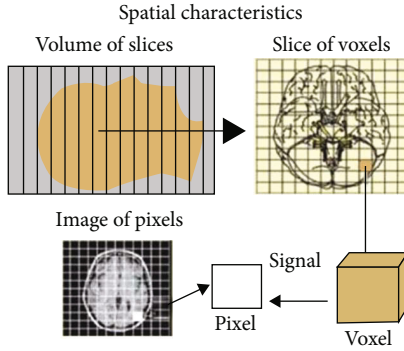 Spatial characteristics
Volume of slices
Slice of voxels
Image of pixels
Signal
Pixel
Voxel